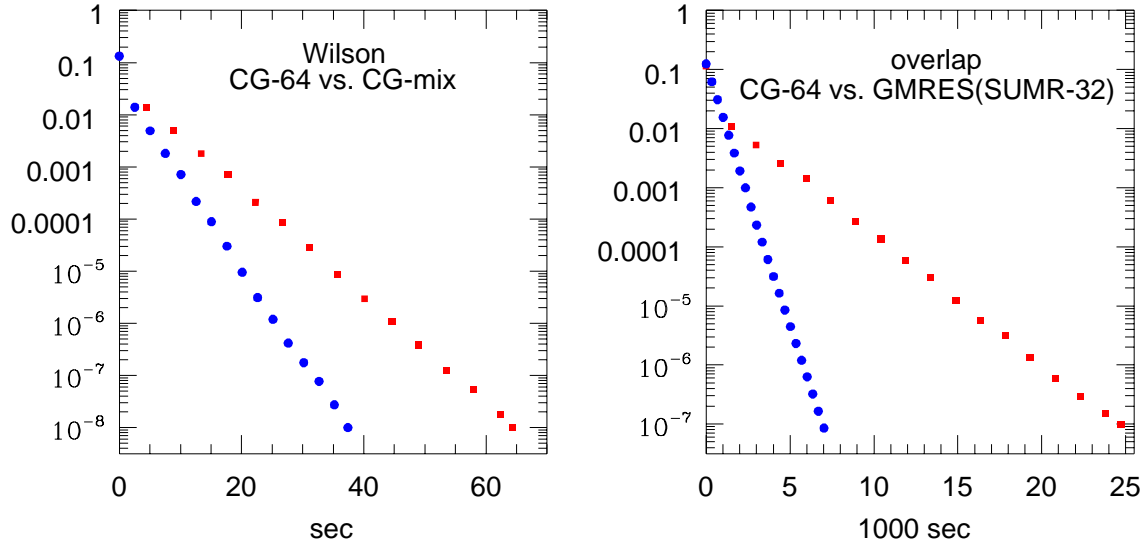 Wilson
CG-64 vs. CG-mix
0.1
0.01
0.001
0.0001
10^-5
10^-6
10^-7
10^-8
0 20 40 60
sec
overlap
CG-64 vs. GMRES(SUMR-32)
1
0.1
0.01
0.001
0.0001
10^-5
10^-6
10^-7
0 5 10 15 20 25
1000 sec